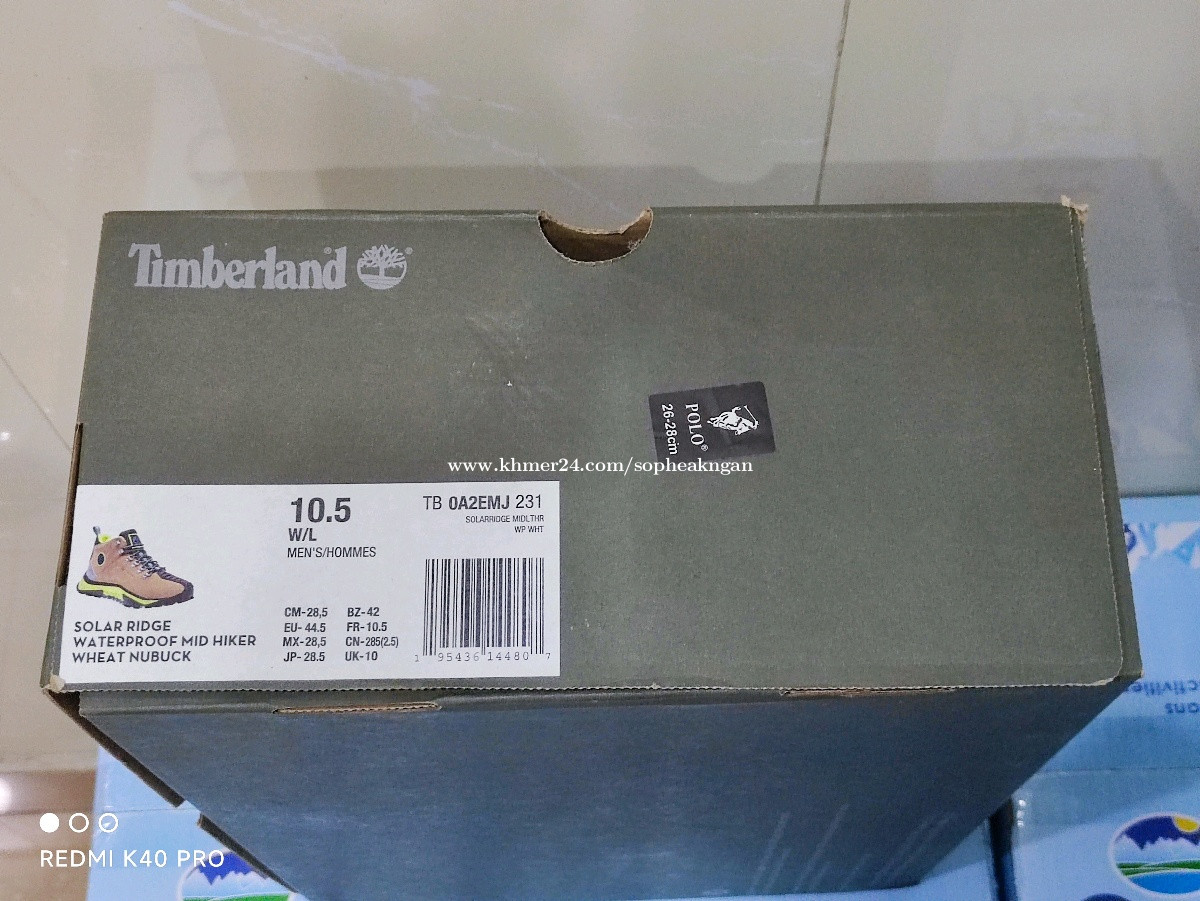 Timberland®
POLO®
26-28cm
www.khmer24.com/sopheakngan
10.5
W/L
MEN'S/HOMMES
TB 0A2EMJ 231
SOLARRIDGE MIDLTHR
WP WHT
SOLAR RIDGE
WATERPROOF MID HIKER
WHEAT NUBUCK
CM-28,5 BZ-42
EU-44.5 FR-10.5
MX-28,5 CN-285(2.5)
JP-28.5 UK-10
1 95436 14480 7
REDMI K40 PRO